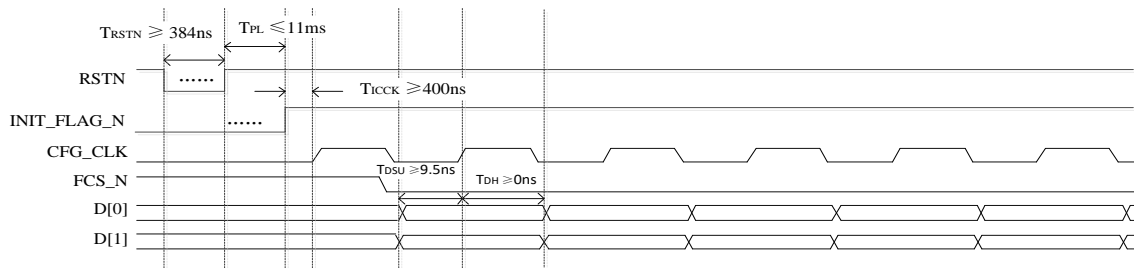 TRSTN ≥ 384ns
TPL ≤11ms
RSTN
......
TICCK ≥400ns
INIT_FLAG_N
......
CFG_CLK
TDSU ≥9.5ns
TDH ≥0ns
FCS_N
D[0]
D[1]